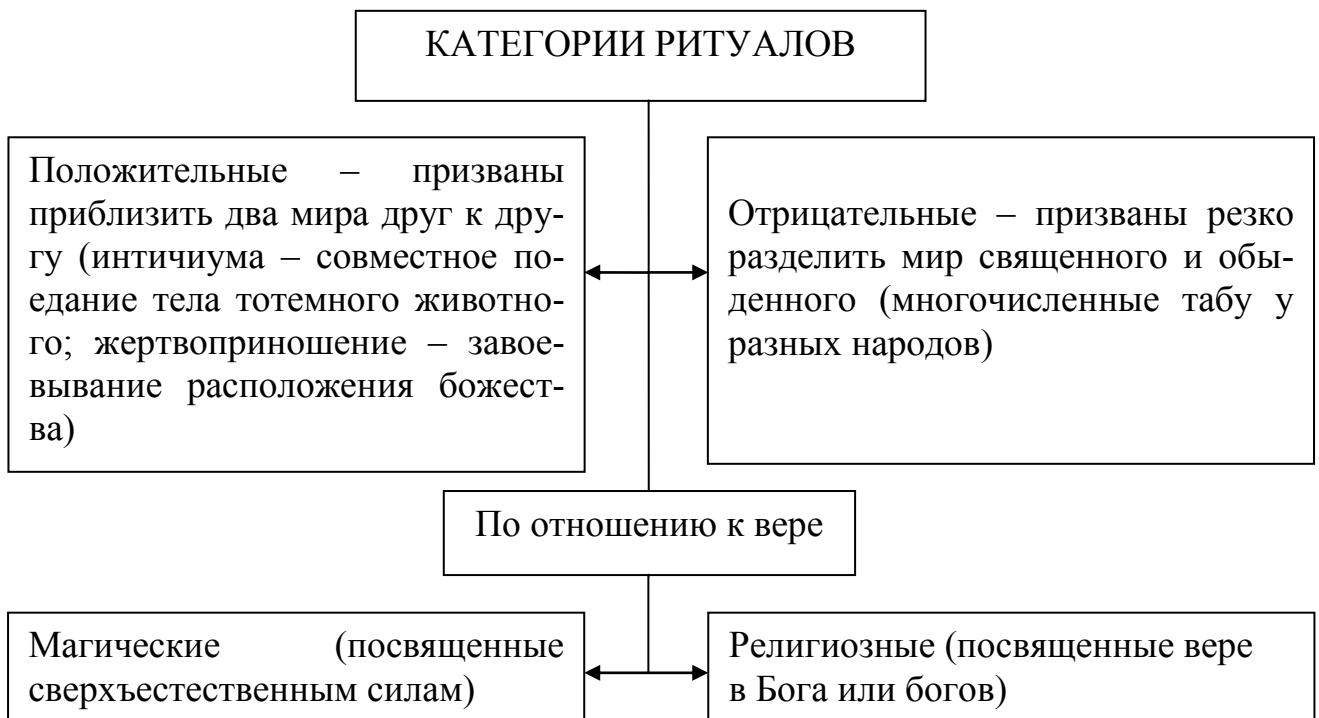 КАТЕГОРИИ РИТУАЛОВ
Положительные – призваны
приблизить два мира друг к дру-
гу (интичиума – совместное по-
едание тела тотемного животно-
го; жертвоприношение – завое-
вывание расположения божест-
ва)
Отрицательные – призваны резко
разделить мир священного и обы-
денного (многочисленные табу у
разных народов)
По отношению к вере
Магические (посвященные
сверхъестественным силам)
Религиозные (посвященные вере
в Бога или богов)